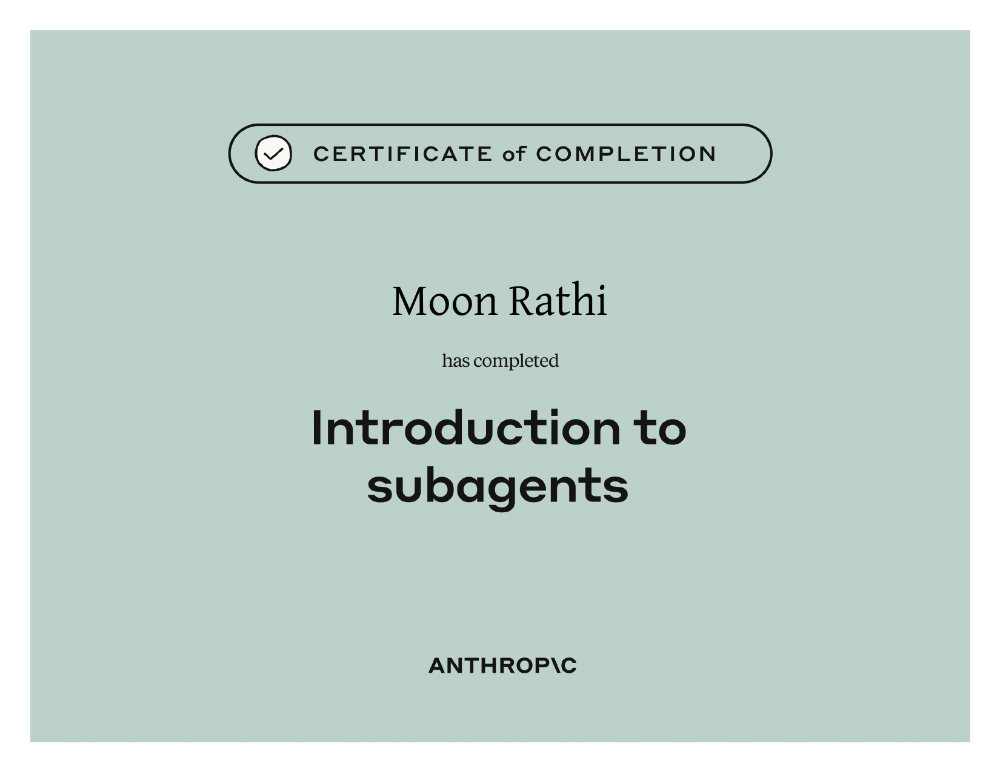 CERTIFICATE of COMPLETION
Moon Rathi
has completed
Introduction to
subagents
ANTHROP\C